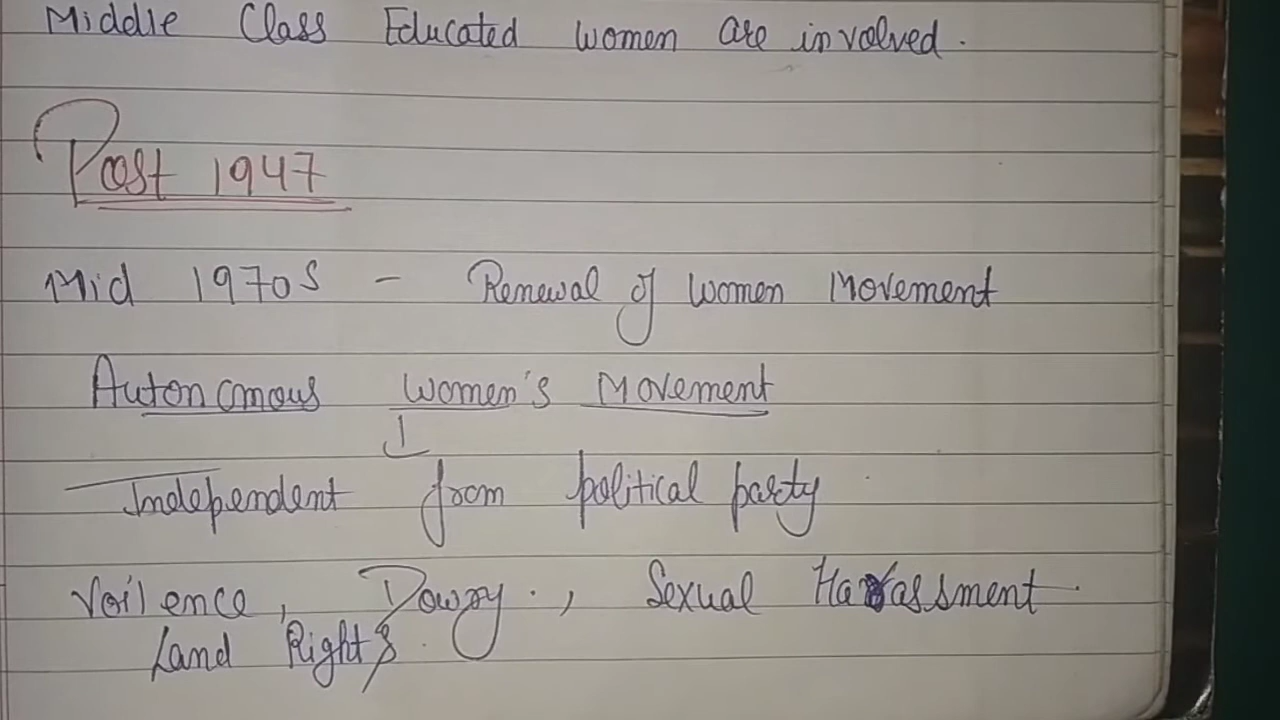 Middle Class Educated women are involved.
Post 1947
Mid 1970s - Renewal of women Movement
Autonomous women's Movement
Independent from political party
Voilence, Dowry., Sexual Harassment.
Land Rights.